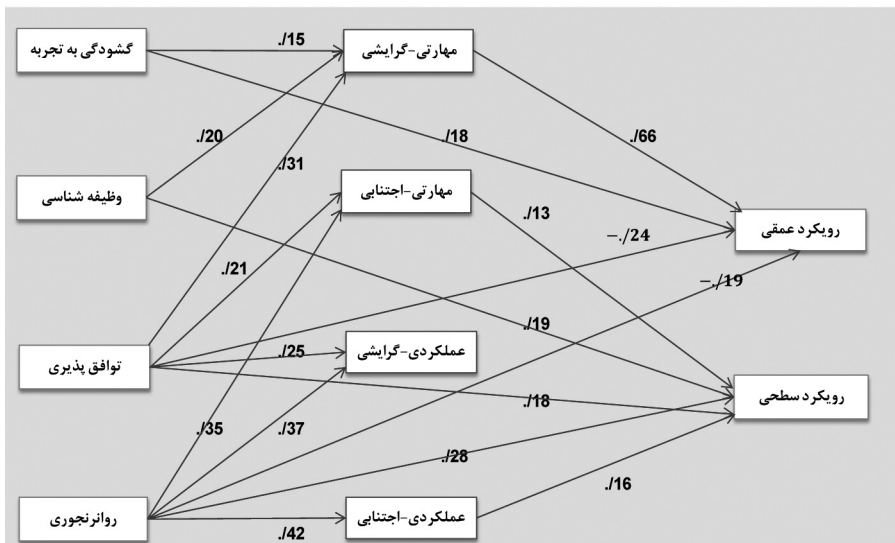 گشودگی به تجربه
./15
مهارتی-گرایشی
./20
./18
./66
./31
وظیفه شناسی
مهارتی-اجتنابی
./13
رویکرد عمقی
−./24
./21
−./19
./19
توافق پذیری
./25
عملکردی-گرایشی
رویکرد سطحی
./18
./35
./37
./28
./16
روانرنجوری
./42
عملکردی-اجتنابی